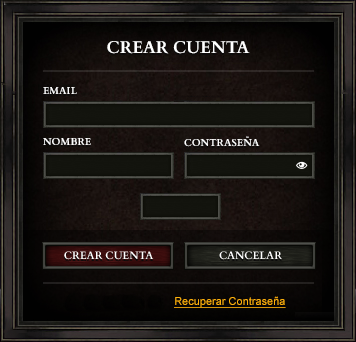 CREAR CUENTA
EMAIL
NOMBRE CONTRASEÑA
CREAR CUENTA CANCELAR
Recuperar Contraseña